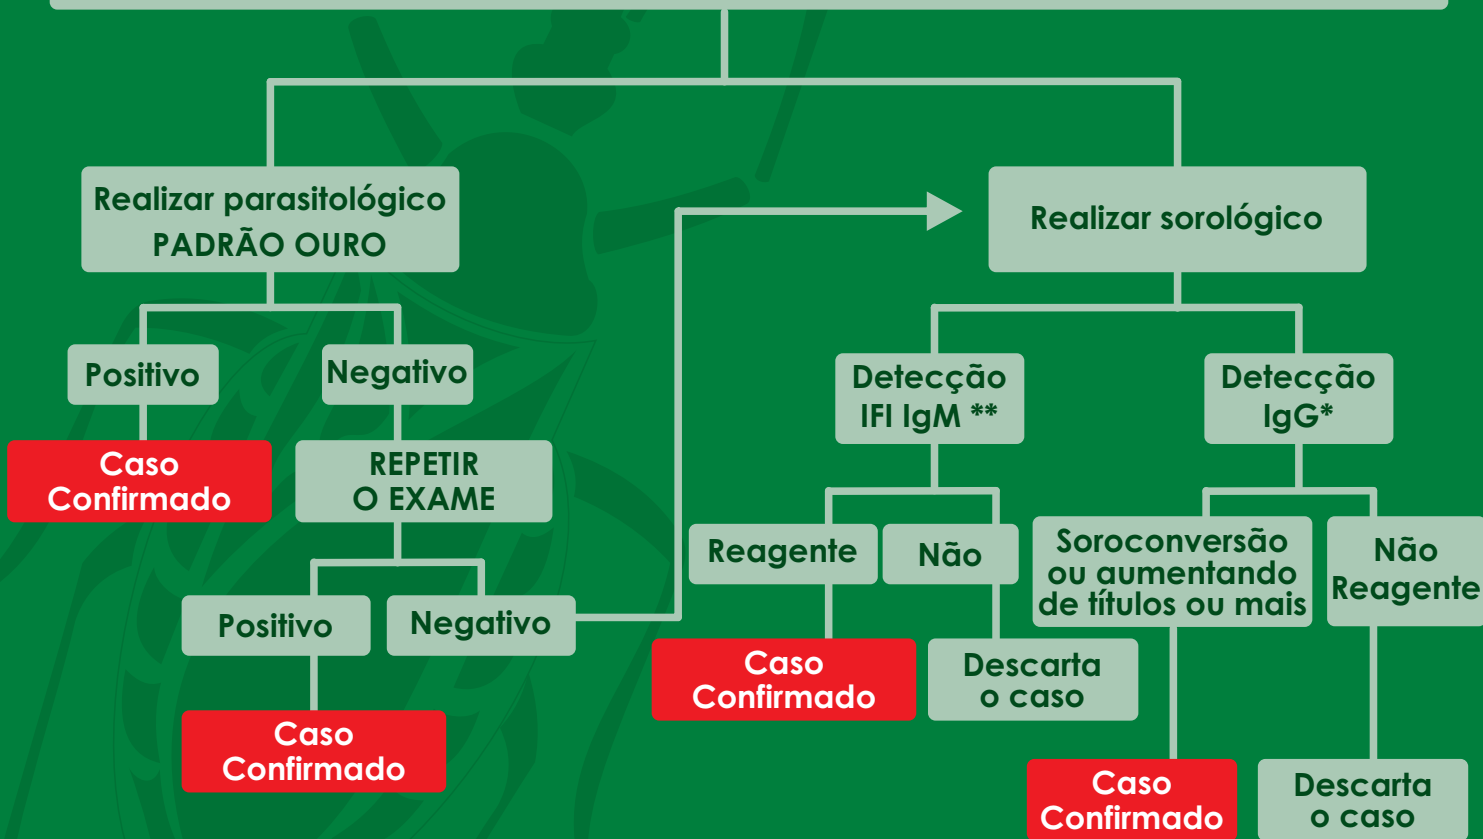 Realizar parasitológico
PADRÃO OURO
Realizar sorológico
Positivo
Negativo
Detecção
IFI IgM **
Detecção
IgG*
Caso
Confirmado
REPETIR
O EXAME
Reagente
Não
Soroconversão
ou aumentando
de títulos ou mais
Não
Reagente
Positivo
Negativo
Caso
Confirmado
Descarta
o caso
Caso
Confirmado
Caso
Confirmado
Descarta
o caso